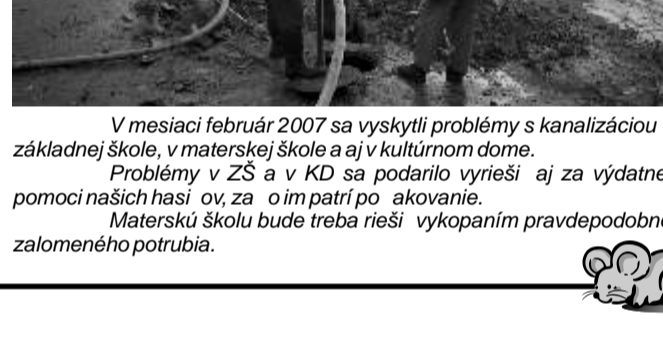 V mesiaci február 2007 sa vyskytli problémy s kanalizáciou
základnej škole, v materskej škole a aj v kultúrnom dome.
Problémy v ZŠ a v KD sa podarilo vyrieši aj za výdatne
pomoci našich hasi ov, za o im patrí po akovanie.
Materskú školu bude treba rieši vykopaním pravdepodobne
zalomeného potrubia.